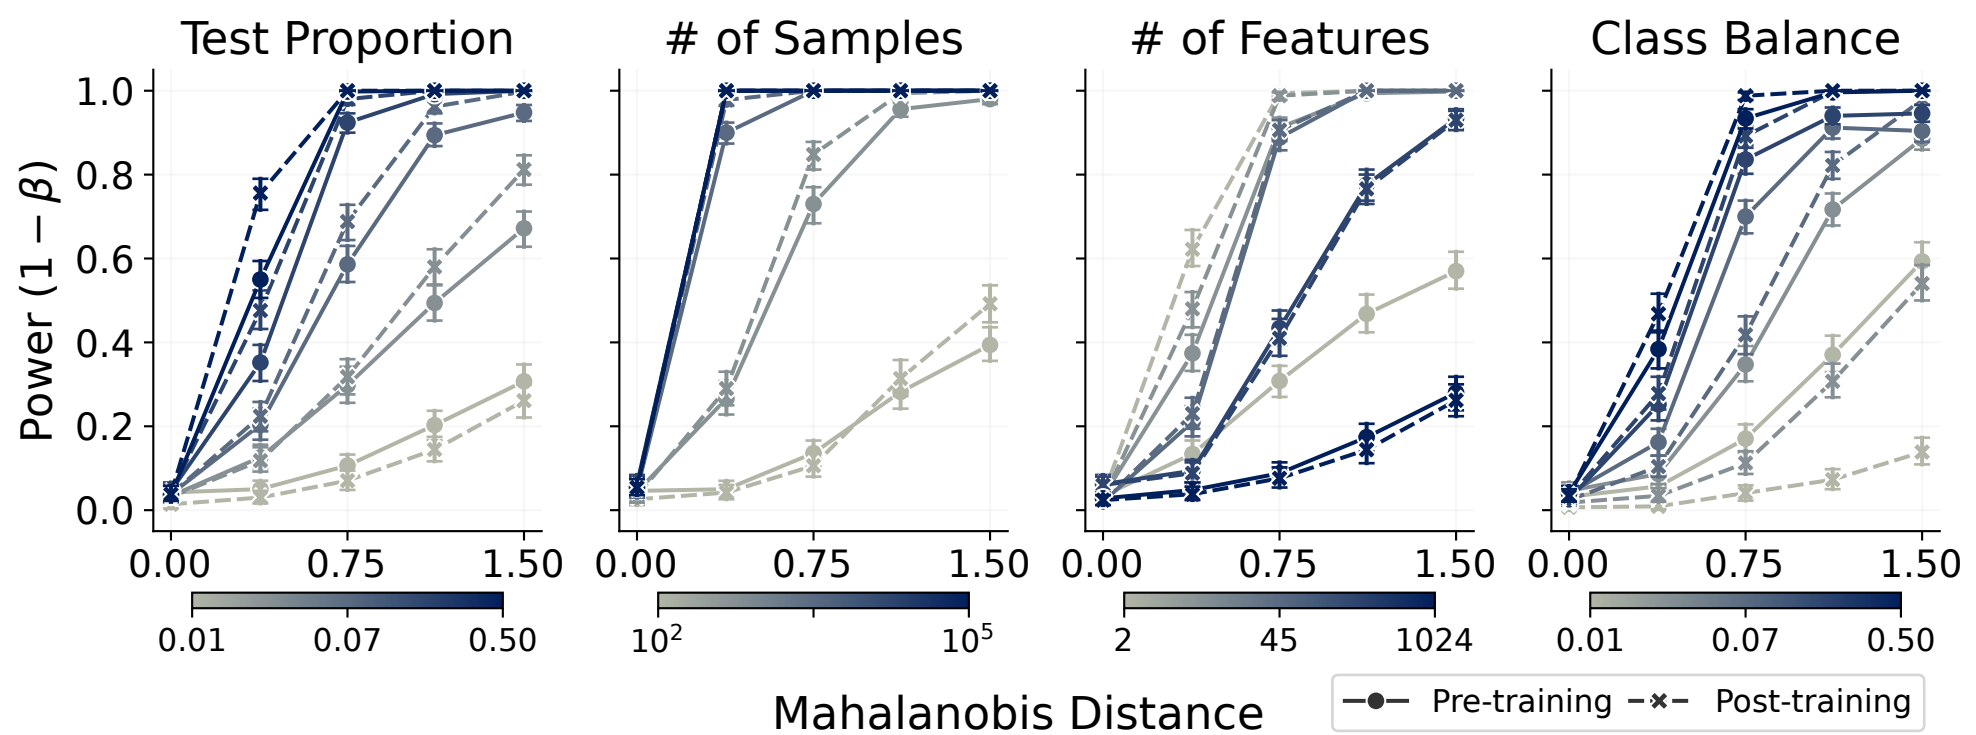 Test Proportion
# of Samples
# of Features
Class Balance
Power (1 − β)
1.0
0.8
0.6
0.4
0.2
0.0
0.00 0.75 1.50
0.00 0.75 1.50
0.00 0.75 1.50
0.00 0.75 1.50
0.01 0.07 0.50
10² 10⁵
2 45 1024
0.01 0.07 0.50
Mahalanobis Distance
Pre-training Post-training